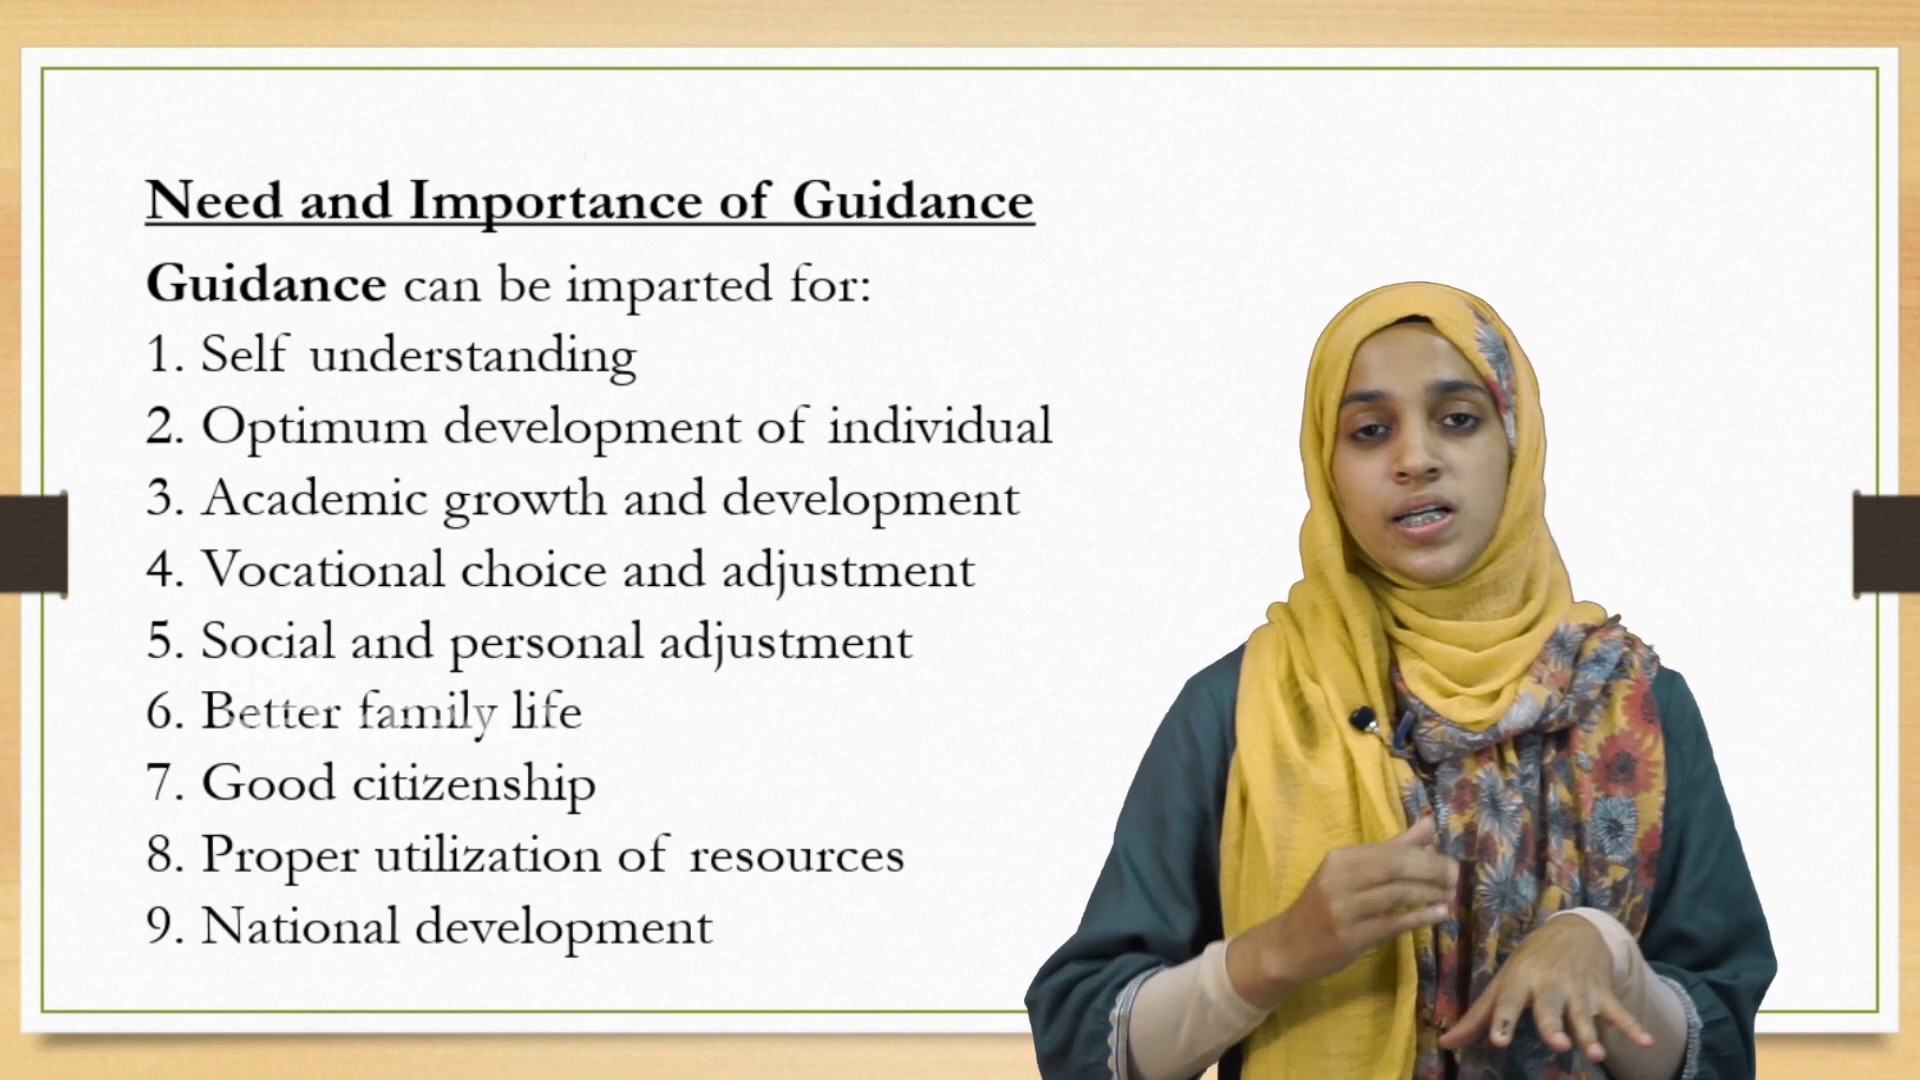 Need and Importance of Guidance
Guidance can be imparted for:
1. Self understanding
2. Optimum development of individual
3. Academic growth and development
4. Vocational choice and adjustment
5. Social and personal adjustment
6. Better family life
7. Good citizenship
8. Proper utilization of resources
9. National development